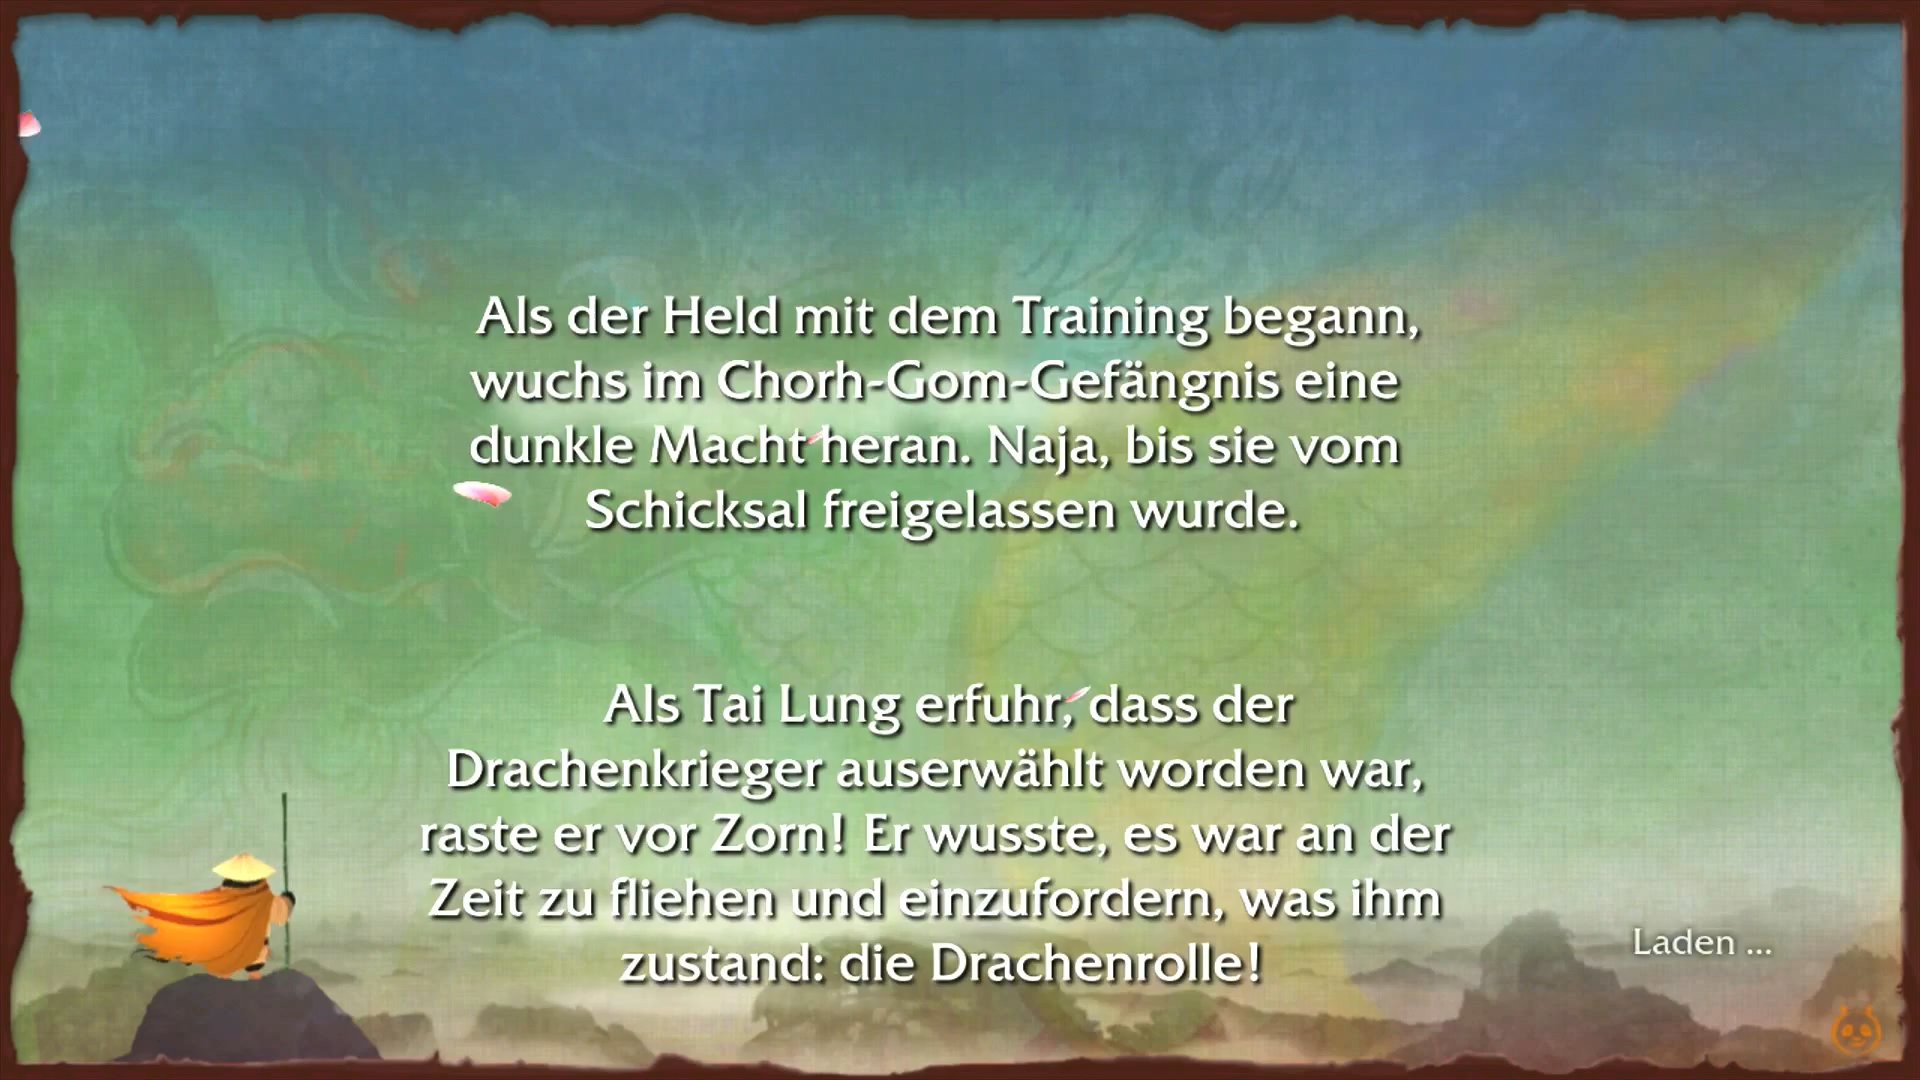 Als der Held mit dem Training begann,
wuchs im Chorh-Gom-Gefängnis eine
dunkle Macht heran. Naja, bis sie vom
Schicksal freigelassen wurde.
Als Tai Lung erfuhr, dass der
Drachenkrieger auserwählt worden war,
raste er vor Zorn! Er wusste, es war an der
Zeit zu fliehen und einzufordern, was ihm
zustand: die Drachenrolle!
Laden ...